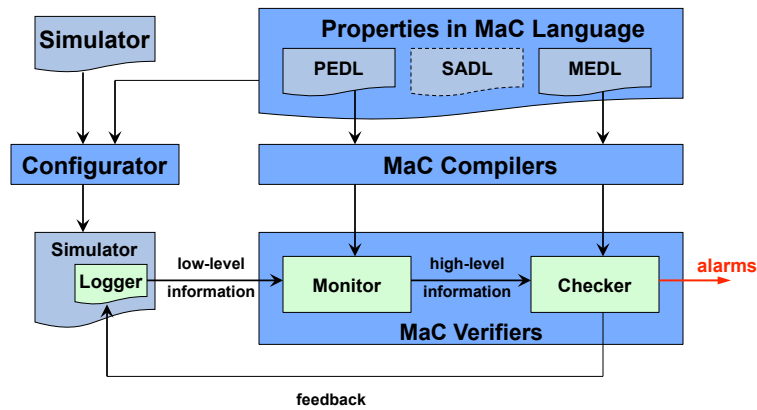 Simulator
Properties in MaC Language
PEDL
SADL
MEDL
Configurator
MaC Compilers
Simulator
Logger
low-level
information
Monitor
high-level
information
Checker
alarms
MaC Verifiers
feedback